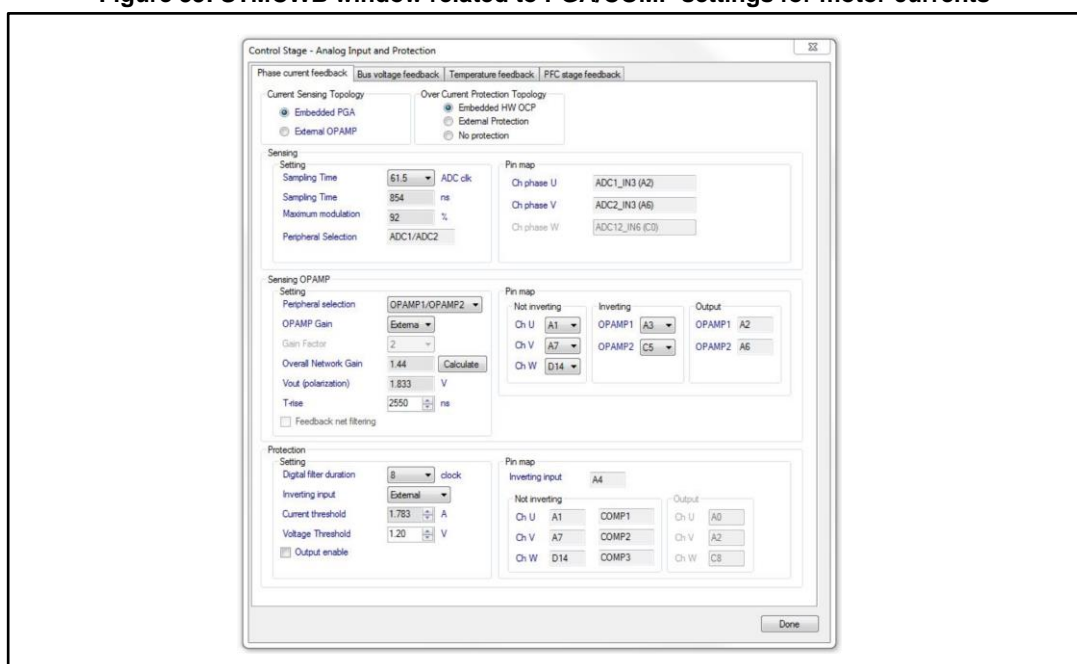 Figure 85. STMCWB window related to PGA/COMP settings for motor currents
Control Stage - Analog Input and Protection
Phase current feedback Bus voltage feedback Temperature feedback PFC stage feedback
Current Sensing Topology
Embedded PGA
External OPAMP
Over Current Protection Topology
Embedded HW OCP
External Protection
No protection
Sensing
Setting
Sampling Time 61.5 ADC clk
Sampling Time 854 ns
Maximum modulation 92 %
Peripheral Selection ADC1/ADC2
Pin map
Ch phase U ADC1_IN3 (A2)
Ch phase V ADC2_IN3 (A6)
Ch phase W ADC12_IN6 (C0)
Sensing OPAMP
Setting
Peripheral selection OPAMP1/OPAMP2
OPAMP Gain Externa
Gain Factor 2
Overall Network Gain 1.44 Calculate
Vout (polarization) 1.833 V
T-rise 2550 ns
Feedback net filtering
Pin map
Not inverting
Ch U A1
Ch V A7
Ch W D14
Inverting
OPAMP1 A3
OPAMP2 C5
Output
OPAMP1 A2
OPAMP2 A6
Protection
Setting
Digital filter duration 8 clock
Inverting input External
Current threshold 1.783 A
Voltage Threshold 1.20 V
Output enable
Pin map
Inverting input A4
Not inverting
Ch U A1 COMP1
Ch V A7 COMP2
Ch W D14 COMP3
Output
Ch U A0
Ch V A2
Ch W C8
Done